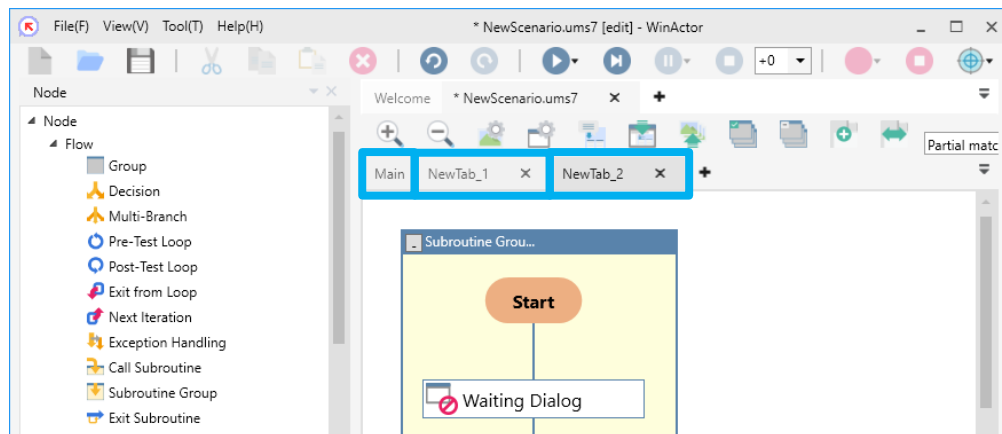 File(F) View(V) Tool(T) Help(H) * NewScenario.ums7 [edit] - WinActor
+0
Node
Welcome * NewScenario.ums7
Node
Flow
Partial matc
Group
Main NewTab_1 NewTab_2
Decision
Multi-Branch
Pre-Test Loop
Subroutine Grou...
Post-Test Loop
Exit from Loop
Start
Next Iteration
Exception Handling
Call Subroutine
Subroutine Group
Waiting Dialog
Exit Subroutine